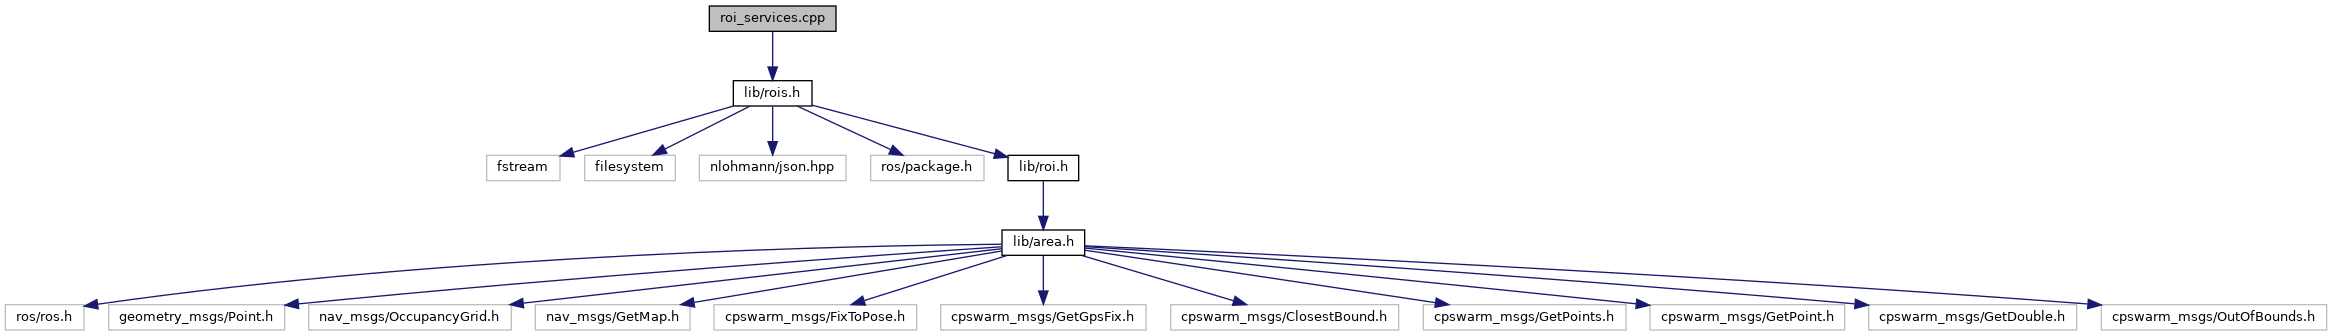 roi_services.cpp
lib/rois.h
fstream
filesystem
nlohmann/json.hpp
ros/package.h
lib/roi.h
lib/area.h
ros/ros.h
geometry_msgs/Point.h
nav_msgs/OccupancyGrid.h
nav_msgs/GetMap.h
cpswarm_msgs/FixToPose.h
cpswarm_msgs/GetGpsFix.h
cpswarm_msgs/ClosestBound.h
cpswarm_msgs/GetPoints.h
cpswarm_msgs/GetPoint.h
cpswarm_msgs/GetDouble.h
cpswarm_msgs/OutOfBounds.h